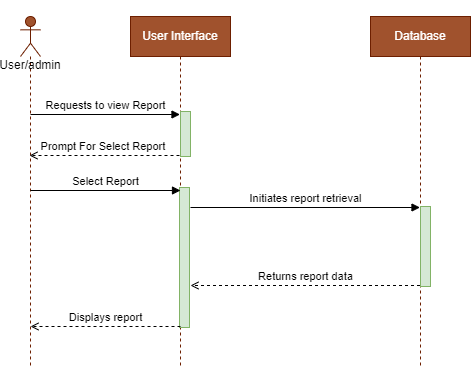 User Interface
Database
User/admin
Requests to view Report
Prompt For Select Report
Select Report
Initiates report retrieval
Returns report data
Displays report